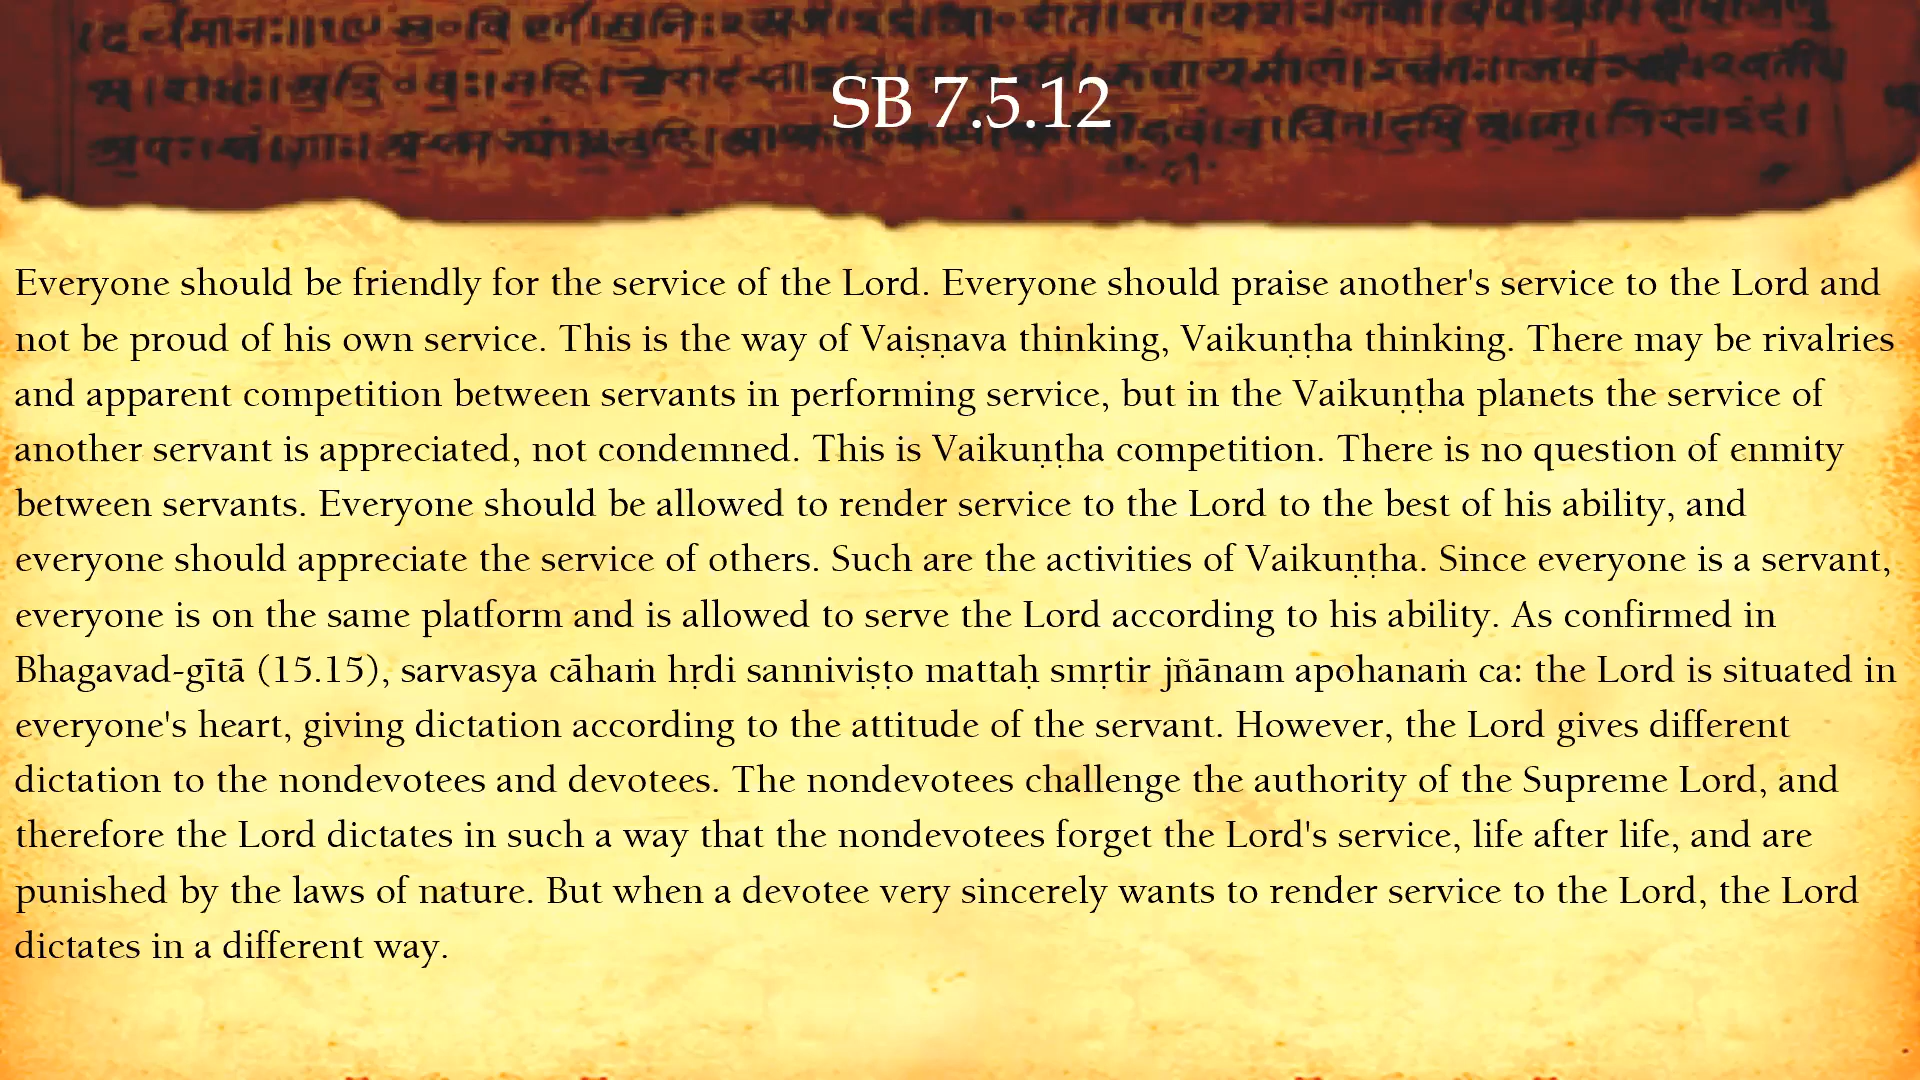 SB 7.5.12
Everyone should be friendly for the service of the Lord. Everyone should praise another's service to the Lord and
not be proud of his own service. This is the way of Vaiṣṇava thinking, Vaikuṇṭha thinking. There may be rivalries
and apparent competition between servants in performing service, but in the Vaikuṇṭha planets the service of
another servant is appreciated, not condemned. This is Vaikuṇṭha competition. There is no question of enmity
between servants. Everyone should be allowed to render service to the Lord to the best of his ability, and
everyone should appreciate the service of others. Such are the activities of Vaikuṇṭha. Since everyone is a servant,
everyone is on the same platform and is allowed to serve the Lord according to his ability. As confirmed in
Bhagavad-gītā (15.15), sarvasya cāhaṁ hṛdi sanniviṣṭo mattaḥ smṛtir jñānam apohanaṁ ca: the Lord is situated in
everyone's heart, giving dictation according to the attitude of the servant. However, the Lord gives different
dictation to the nondevotees and devotees. The nondevotees challenge the authority of the Supreme Lord, and
therefore the Lord dictates in such a way that the nondevotees forget the Lord's service, life after life, and are
punished by the laws of nature. But when a devotee very sincerely wants to render service to the Lord, the Lord
dictates in a different way.